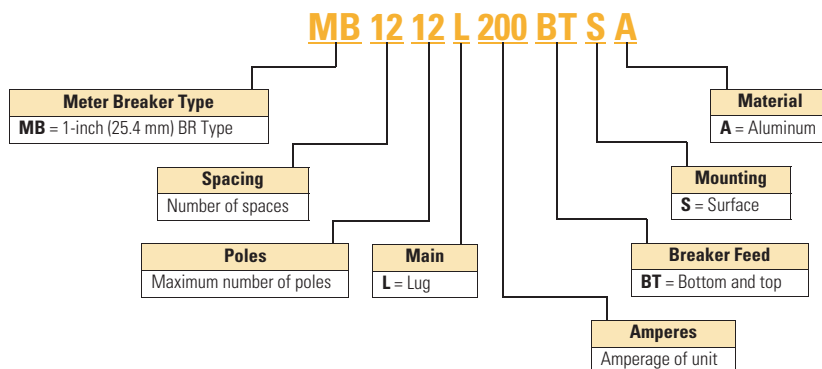 MB 12 12 L 200 BT S A
Meter Breaker Type
MB = 1-inch (25.4 mm) BR Type
Material
A = Aluminum
Spacing
Number of spaces
Mounting
S = Surface
Poles
Maximum number of poles
Main
L = Lug
Breaker Feed
BT = Bottom and top
Amperes
Amperage of unit